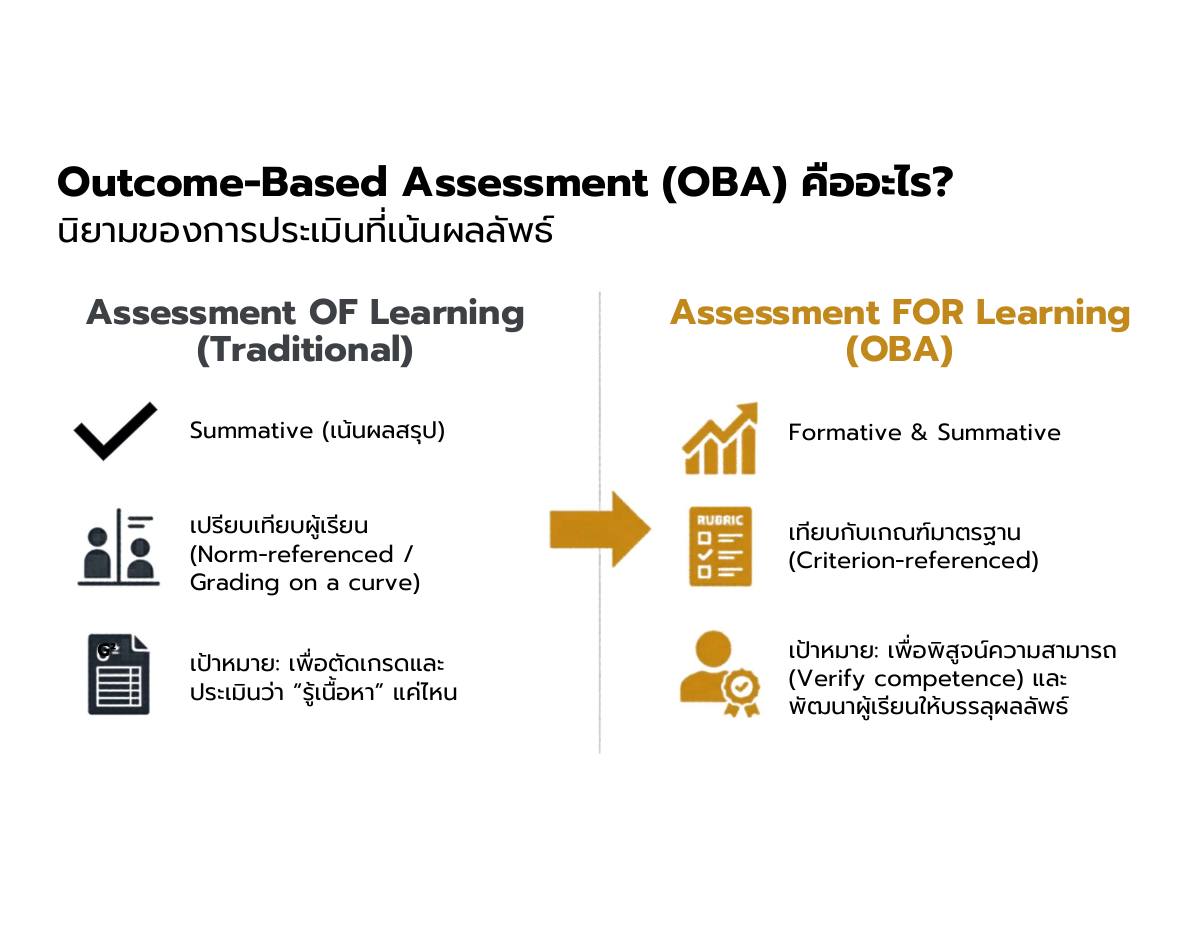 Outcome-Based Assessment (OBA) คืออะไร?
นิยามของการประเมินที่เน้นผลลัพธ์
Assessment OF Learning
(Traditional)
Summative (เน้นผลสรุป)
เปรียบเทียบผู้เรียน
(Norm-referenced /
Grading on a curve)
เป้าหมาย: เพื่อตัดเกรดและ
ประเมินว่า “รู้เนื้อหา” แค่ไหน
Assessment FOR Learning
(OBA)
Formative & Summative
RUBRIC
เทียบกับเกณฑ์มาตรฐาน
(Criterion-referenced)
เป้าหมาย: เพื่อพิสูจน์ความสามารถ
(Verify competence) และ
พัฒนาผู้เรียนให้บรรลุผลลัพธ์